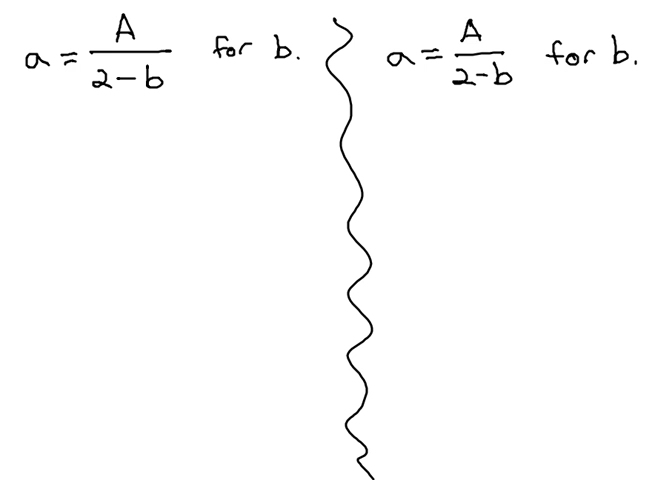 a = A / (2 - b) for b.
a = A / (2 - b) for b.